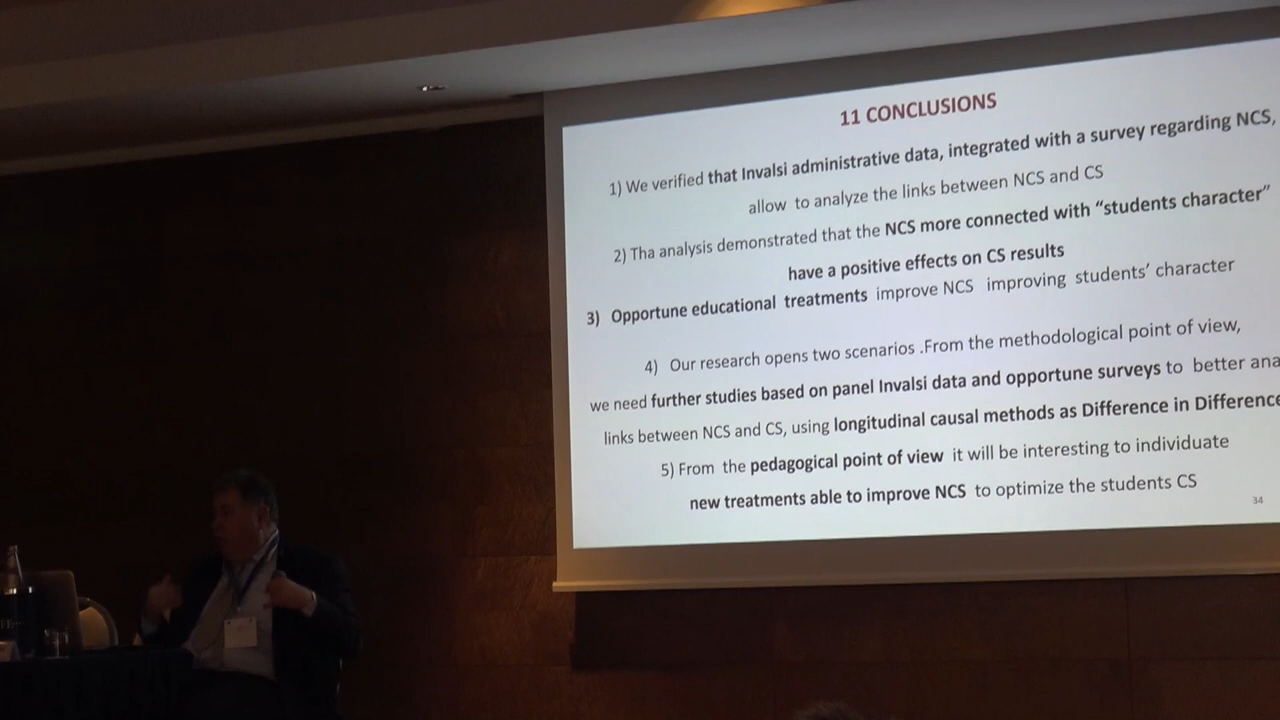 11 CONCLUSIONS
1) We verified that Invalsi administrative data, integrated with a survey regarding NCS,
allow to analyze the links between NCS and CS
2) Tha analysis demonstrated that the NCS more connected with “students character”
have a positive effects on CS results
3) Opportune educational treatments improve NCS improving students’ character
4) Our research opens two scenarios .From the methodological point of view,
we need further studies based on panel Invalsi data and opportune surveys to better ana
links between NCS and CS, using longitudinal causal methods as Difference in Difference
5) From the pedagogical point of view it will be interesting to individuate
new treatments able to improve NCS to optimize the students CS
34